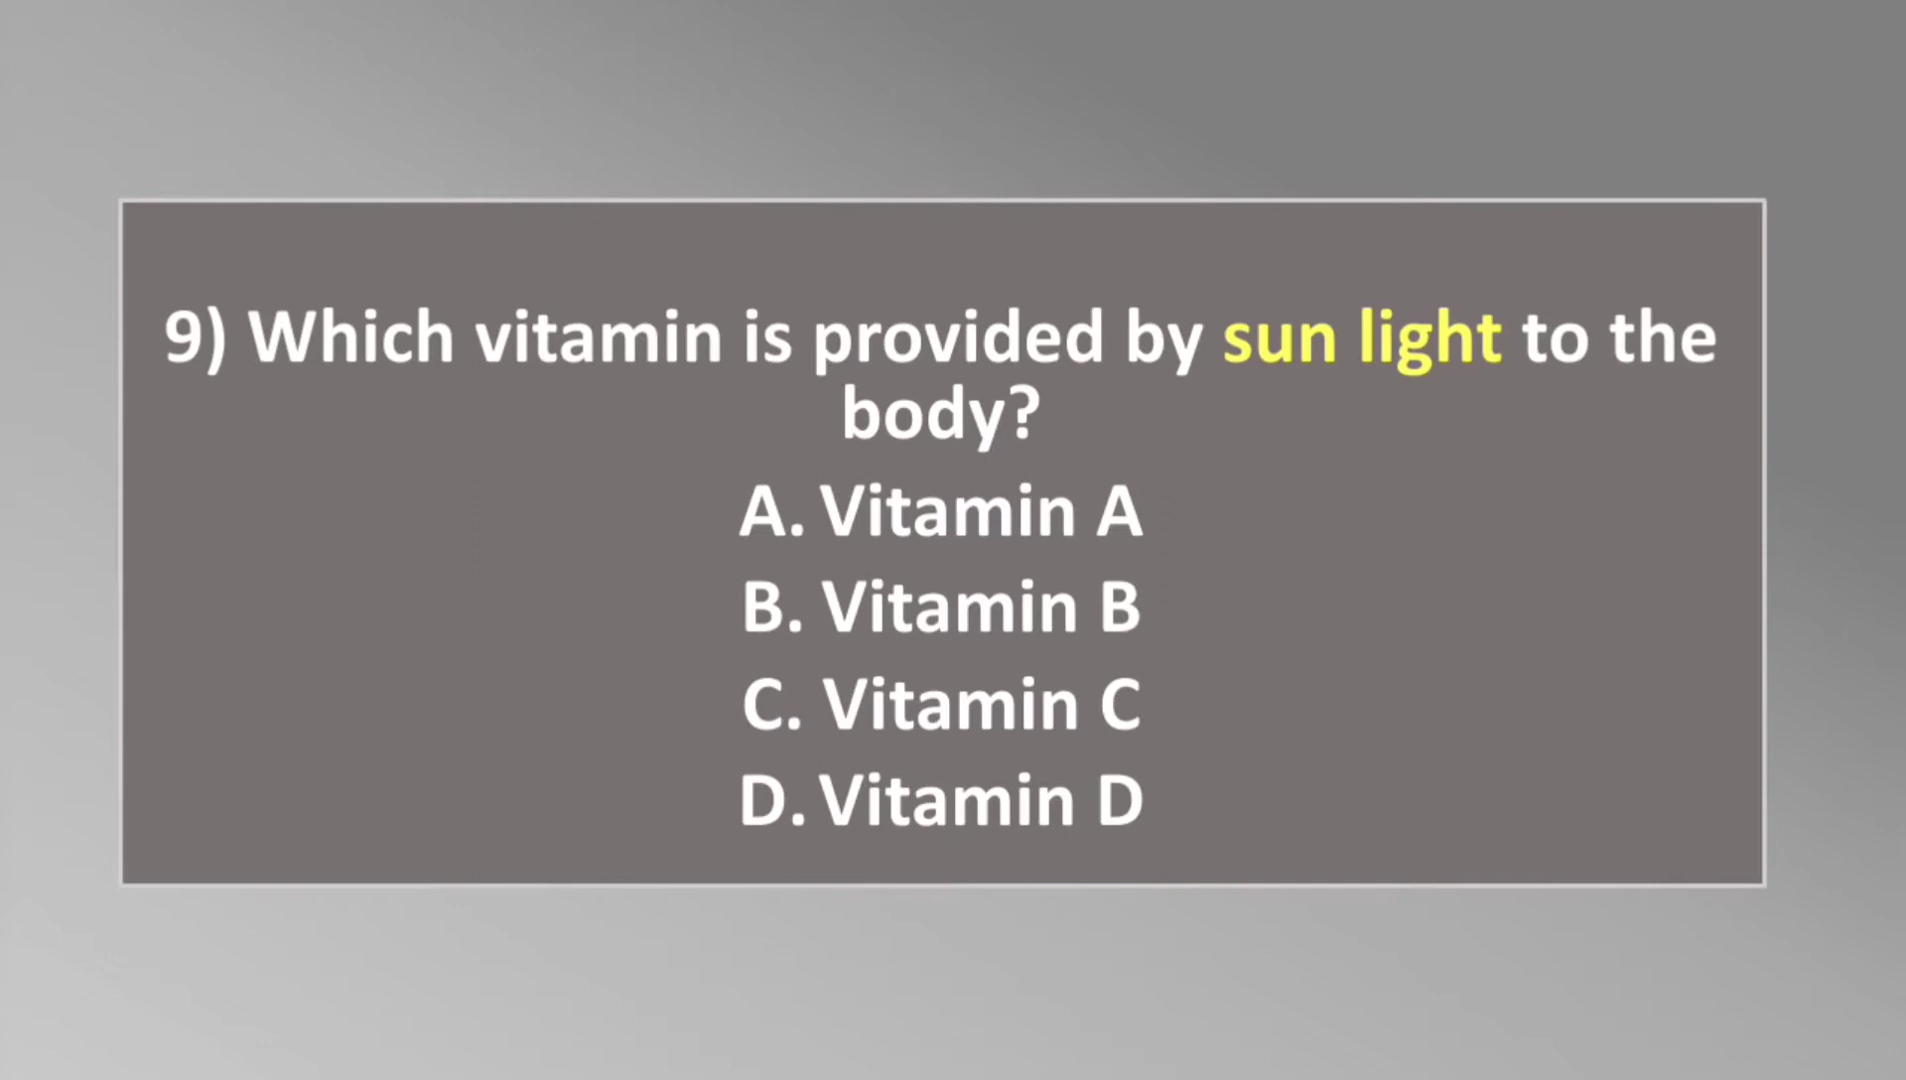 9) Which vitamin is provided by sun light to the
body?
A. Vitamin A
B. Vitamin B
C. Vitamin C
D. Vitamin D